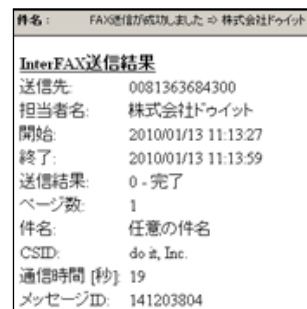 件名： FAX送信が成功しました => 株式会社ドゥイット
InterFAX送信結果
送信先: 0081363684300
担当者名: 株式会社ドゥイット
開始: 2010/01/13 11:13:27
終了: 2010/01/13 11:13:59
送信結果: 0 - 完了
ページ数: 1
件名: 任意の件名
CSID: do it, Inc.
通信時間 [秒]: 19
メッセージID: 141203804